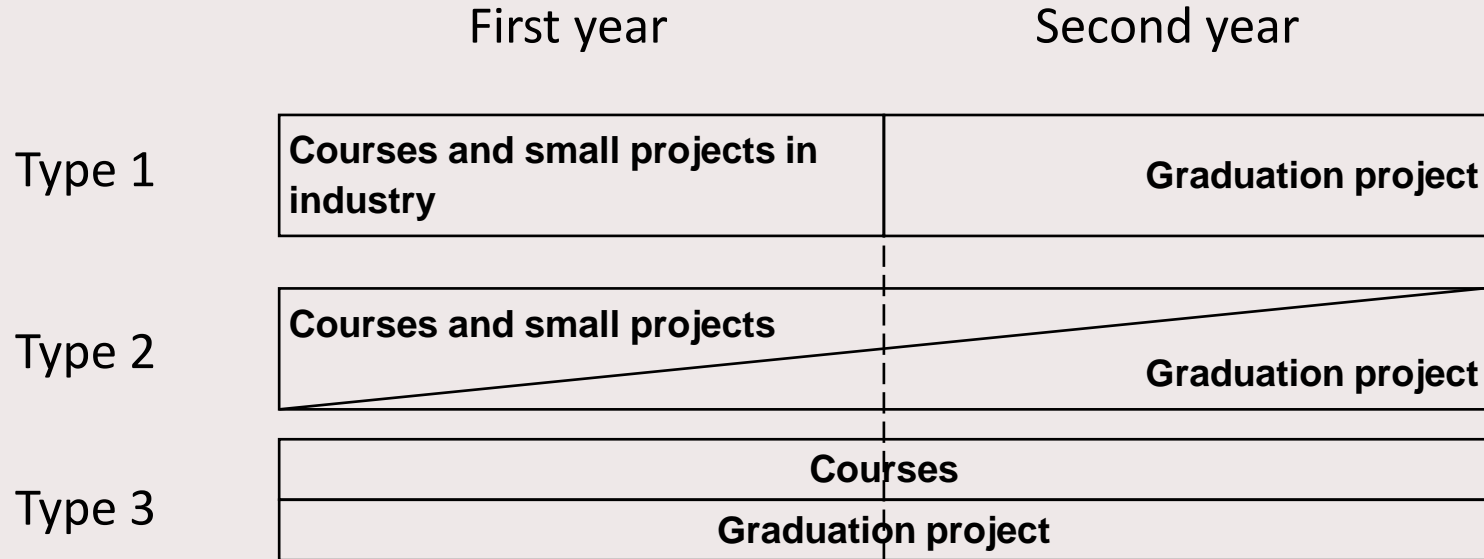 First year
Second year
Type 1
Courses and small projects in
industry
Graduation project
Type 2
Courses and small projects
Graduation project
Type 3
Courses
Graduation project